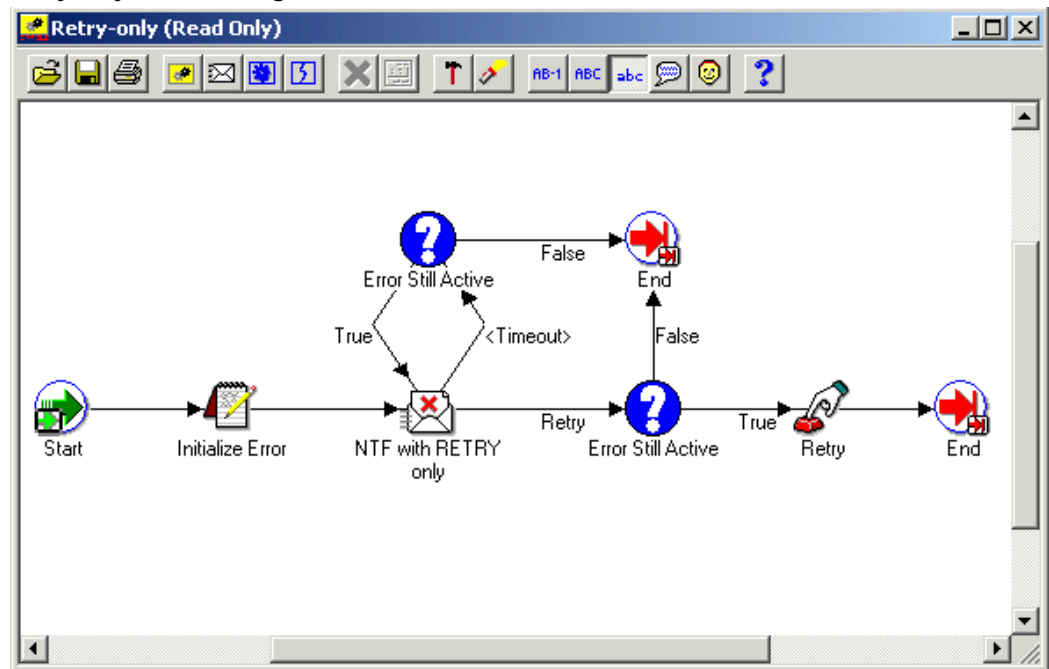 Retry-only (Read Only)
AB-1 ABC abc
False
Error Still Active
End
True
<Timeout>
False
Retry
True
Start
Initialize Error
NTF with RETRY
only
Error Still Active
Retry
End